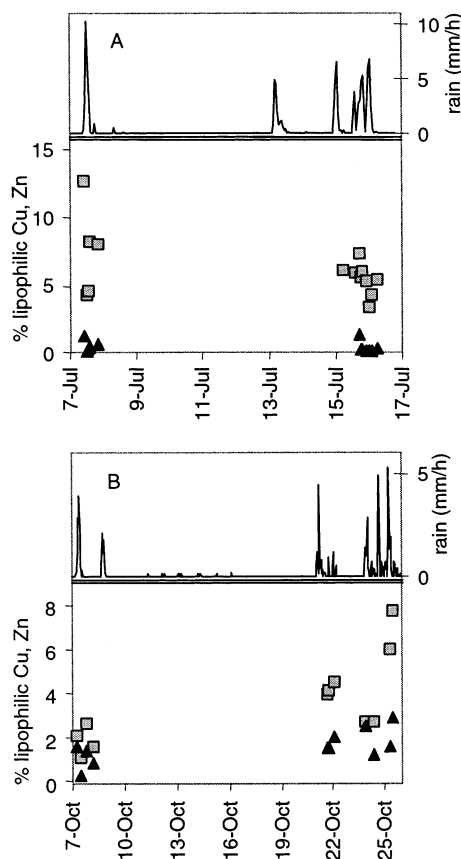 A
10
5
0
rain (mm/h)
15
10
5
0
% lipophilic Cu, Zn
7-Jul
9-Jul
11-Jul
13-Jul
15-Jul
17-Jul
B
5
0
rain (mm/h)
8
6
4
2
0
% lipophilic Cu, Zn
7-Oct
10-Oct
13-Oct
16-Oct
19-Oct
22-Oct
25-Oct